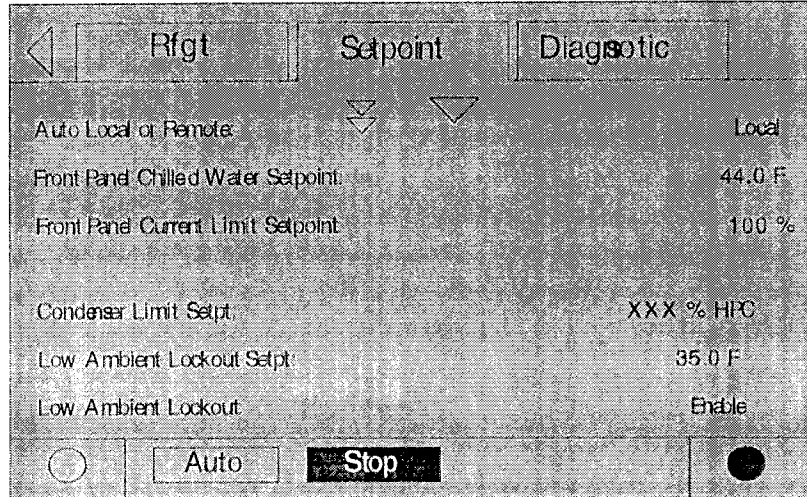 Rfgt Setpoint Diagnostic
Auto Local or Remote: Local
Front Panel Chilled Water Setpoint: 44.0 F
Front Panel Current Limit Setpoint: 100 %
Condenser Limit Setpt: XXX % HPC
Low Ambient Lockout Setpt: 35.0 F
Low Ambient Lockout: Enable
Auto Stop